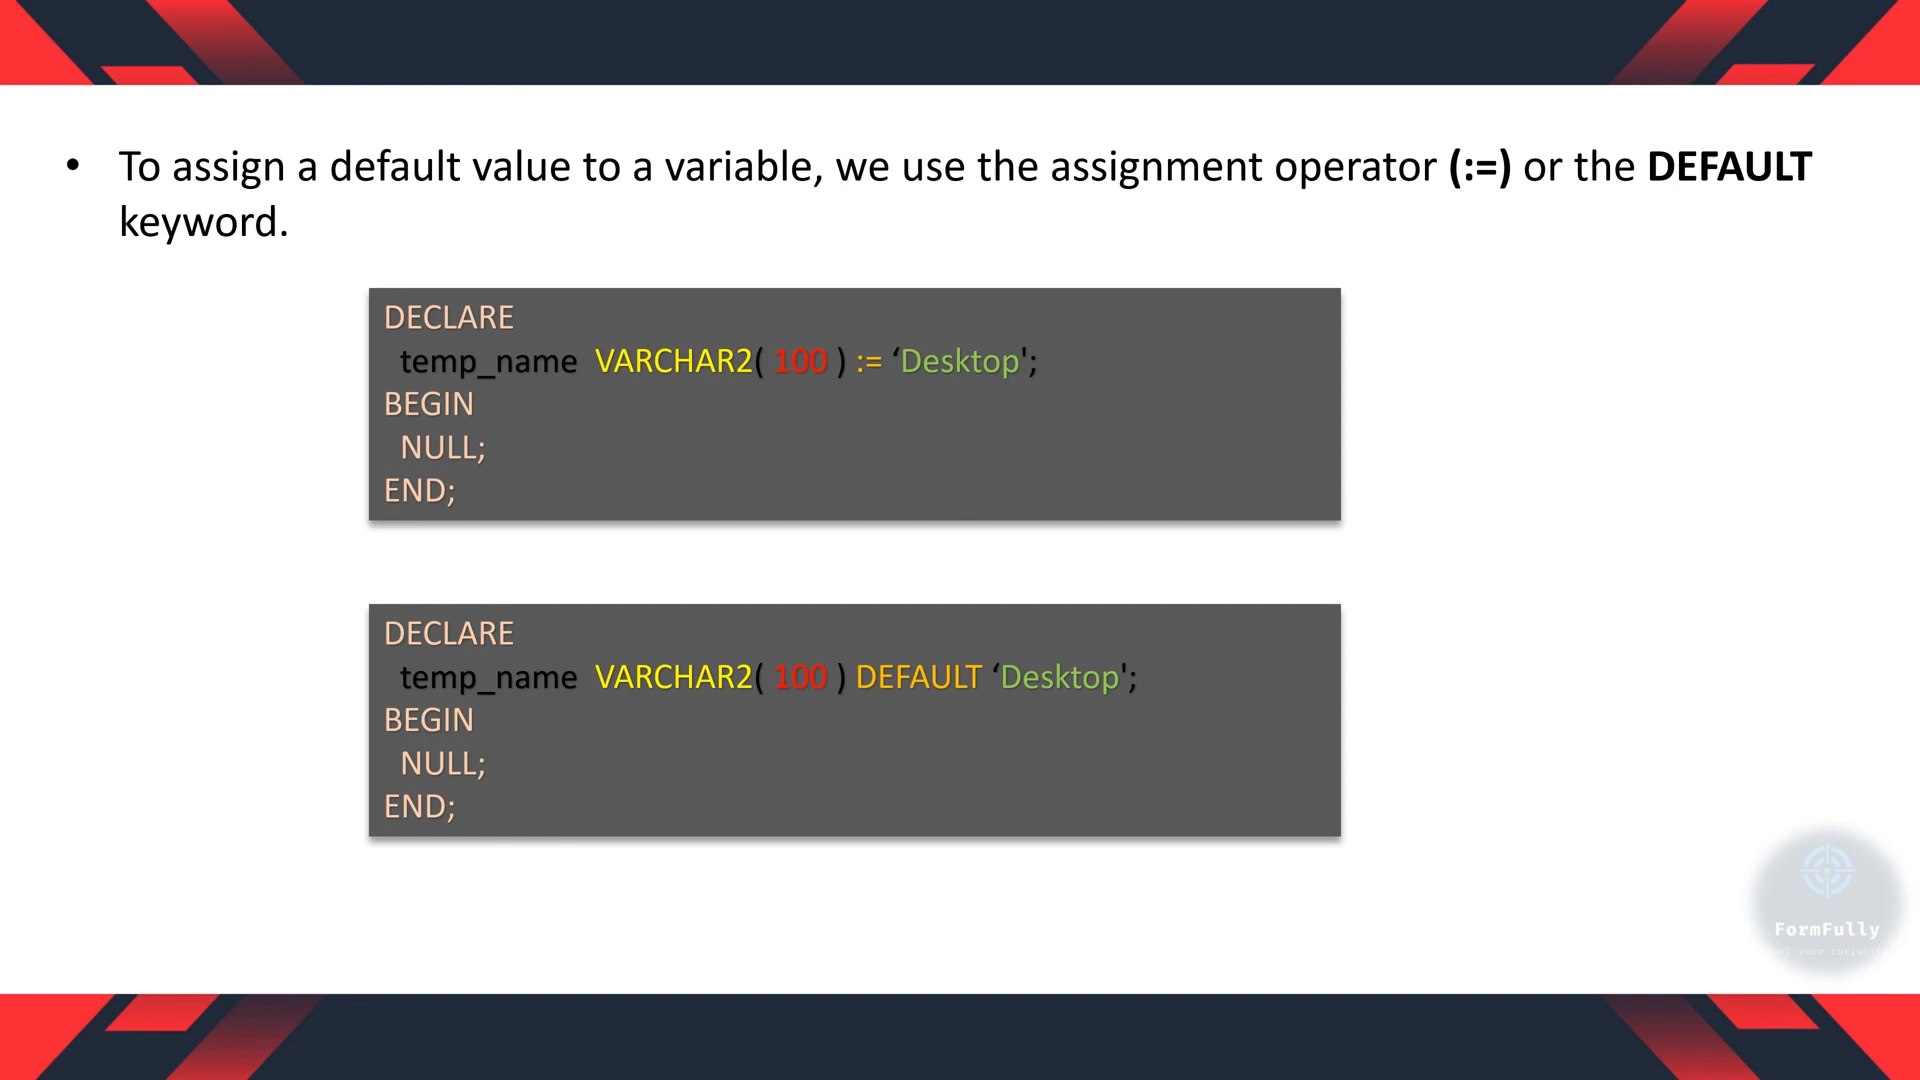 • To assign a default value to a variable, we use the assignment operator (:=) or the DEFAULT
keyword.
DECLARE
temp_name VARCHAR2( 100 ) := ‘Desktop';
BEGIN
NULL;
END;
DECLARE
temp_name VARCHAR2( 100 ) DEFAULT ‘Desktop';
BEGIN
NULL;
END;
FormFully
your